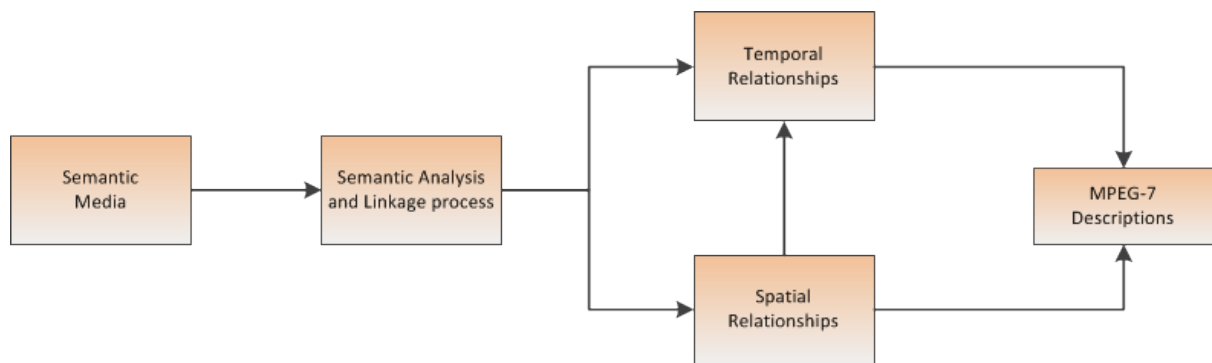 Semantic
Media
Semantic Analysis
and Linkage process
Temporal
Relationships
Spatial
Relationships
MPEG-7
Descriptions